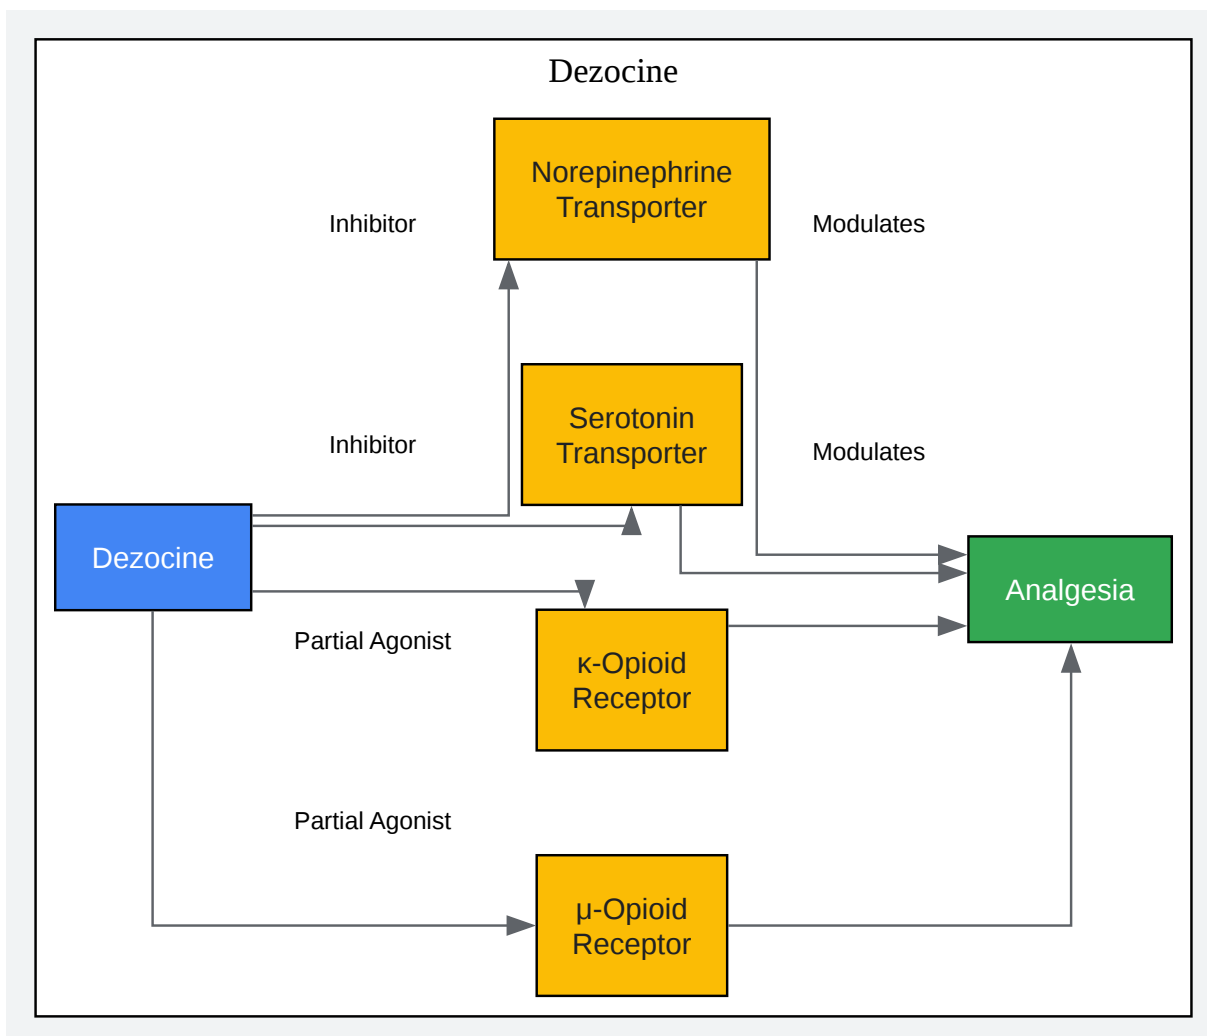 Dezocine
Norepinephrine
Transporter
Inhibitor
Modulates
Serotonin
Transporter
Inhibitor
Modulates
Dezocine
Analgesia
Partial Agonist
κ-Opioid
Receptor
Partial Agonist
μ-Opioid
Receptor